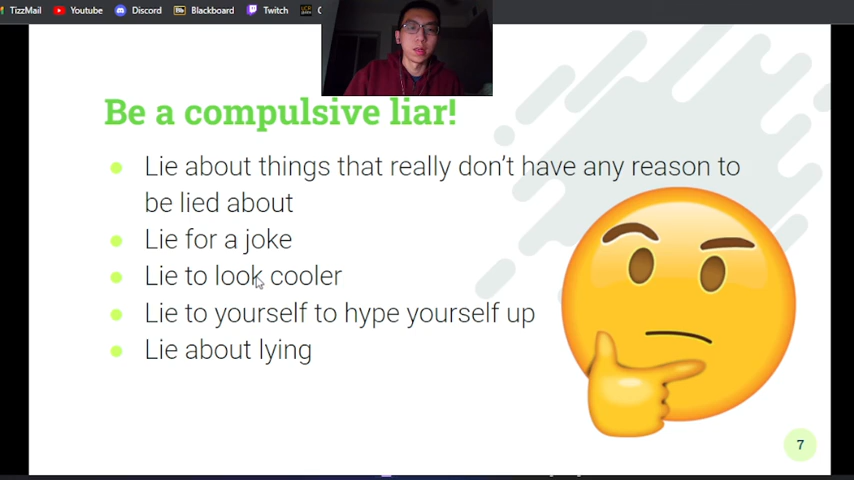 TizzMail Youtube Discord Blackboard Twitch
Be a compulsive liar!
Lie about things that really don't have any reason to
be lied about
Lie for a joke
Lie to look cooler
Lie to yourself to hype yourself up
Lie about lying
7